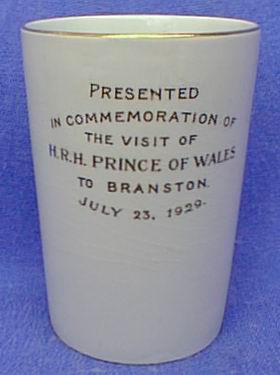 PRESENTED
IN COMMEMORATION OF
THE VISIT OF
H.R.H. PRINCE OF WALES
TO BRANSTON.
JULY 23, 1929.